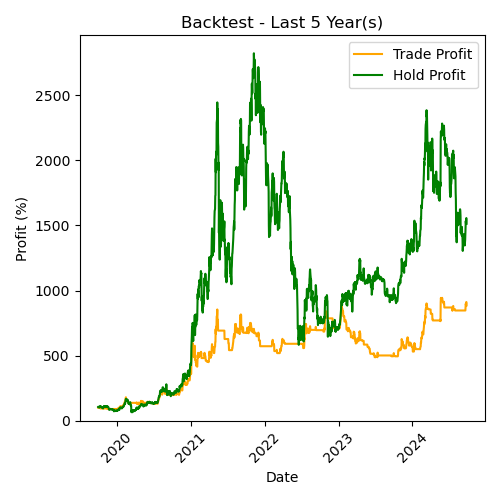 Backtest - Last 5 Year(s)
Trade Profit
Hold Profit
Profit (%)
2500
2000
1500
1000
500
0
2020
2021
2022
2023
2024
Date